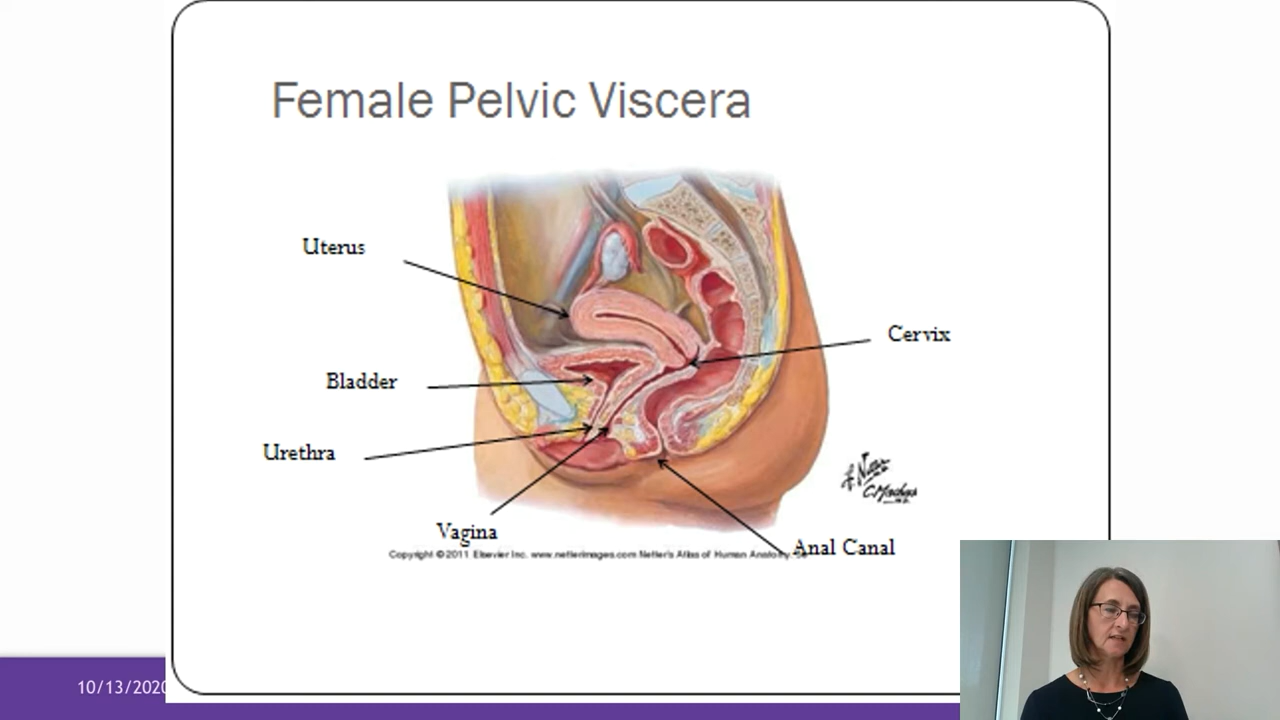 Female Pelvic Viscera
Uterus
Cervix
Bladder
Urethra
Vagina
Anal Canal
Copyright © 2011 Elsevier Inc. www.netterimages.com Netter's Atlas of Human Anatomy.
10/13/2020